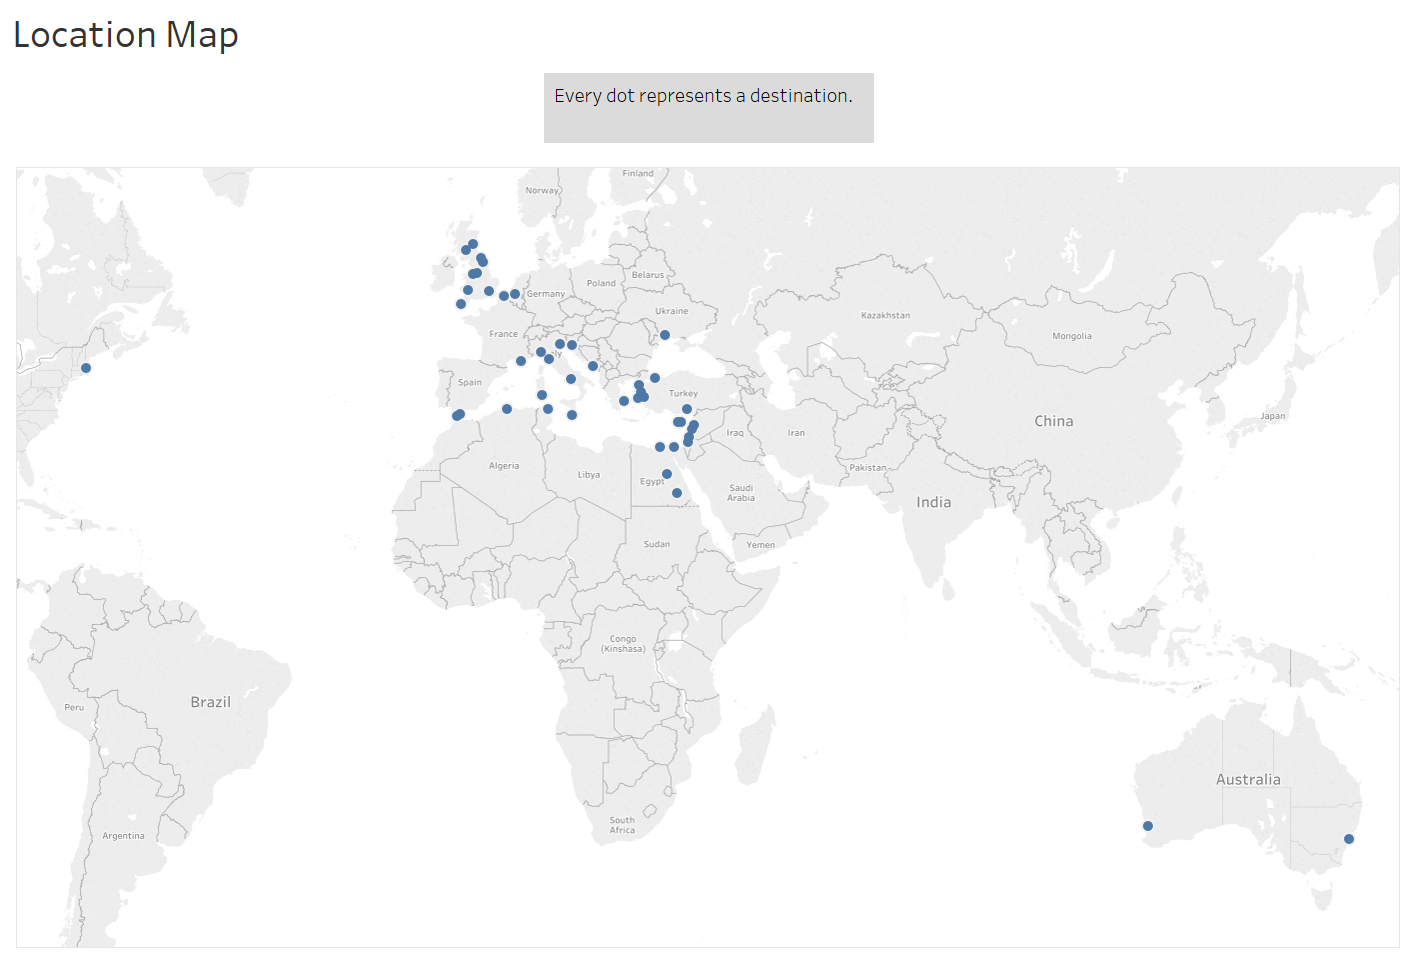 Location Map
Every dot represents a destination.
Finland
Norway
Belarus
Poland
Germany
Ukraine
Kazakhstan
France
Mongolia
Spain
Turkey
Japan
China
Iraq
Iran
Algeria
Libya
Pakistan
Egypt
Saudi
Arabia
India
Sudan
Yemen
Congo
(Kinshasa)
Brazil
Peru
Australia
South
Africa
Argentina